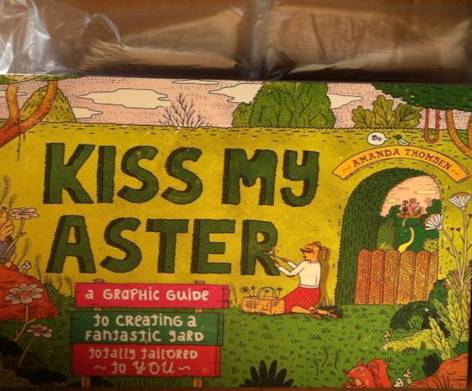 KISS MY
ASTER
By
AMANDA THOMSEN
a GRAPHIC GUIDE
to CREATING a
FANTASTIC YARD
totally tailored
~ to YOU ~